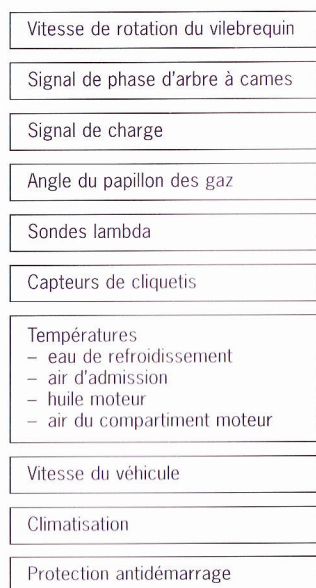 Vitesse de rotation du vilebrequin
Signal de phase d'arbre à cames
Signal de charge
Angle du papillon des gaz
Sondes lambda
Capteurs de cliquetis
Températures
– eau de refroidissement
– air d'admission
– huile moteur
– air du compartiment moteur
Vitesse du véhicule
Climatisation
Protection antidémarrage